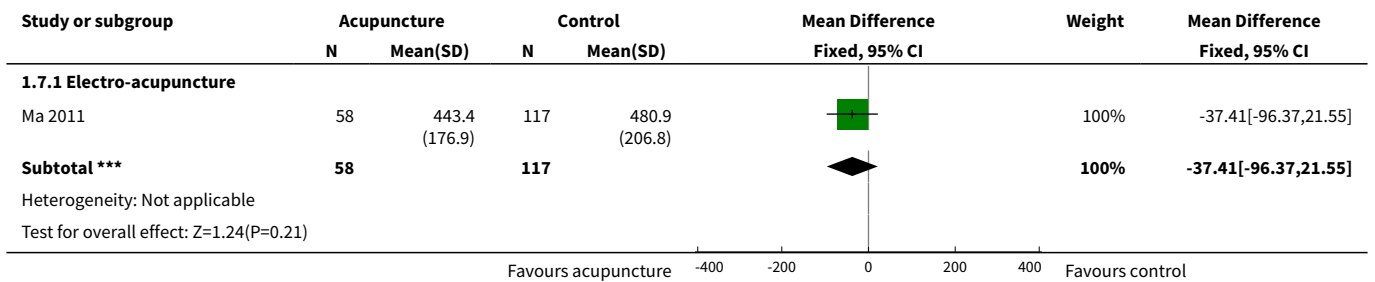 Study or subgroup Acupuncture Control Mean Difference Weight Mean Difference
N Mean(SD) N Mean(SD) Fixed, 95% CI Fixed, 95% CI
1.7.1 Electro-acupuncture
Ma 2011 58 443.4 117 480.9 100% -37.41[-96.37,21.55]
(176.9) (206.8)
Subtotal *** 58 117 100% -37.41[-96.37,21.55]
Heterogeneity: Not applicable
Test for overall effect: Z=1.24(P=0.21)
Favours acupuncture -400 -200 0 200 400 Favours control